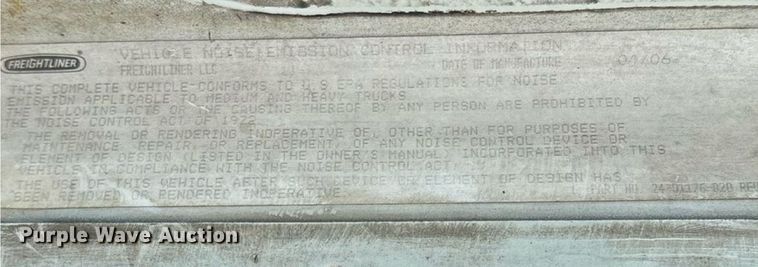 FREIGHTLINER
VEHICLE NOISE EMISSION CONTROL INFORMATION
FREIGHTLINER LLC DATE OF MANUFACTURE 04/06
THIS COMPLETE VEHICLE CONFORMS TO U S EPA REGULATIONS FOR NOISE
EMISSION APPLICABLE TO MEDIUM AND HEAVY TRUCKS
THE FOLLOWING ACTS OR THE CAUSING THEREOF BY ANY PERSON ARE PROHIBITED BY
THE NOISE CONTROL ACT OF 1972
THE REMOVAL OR RENDERING INOPERATIVE OF, OTHER THAN FOR PURPOSES OF
MAINTENANCE, REPAIR, OR REPLACEMENT, OF ANY NOISE CONTROL DEVICE OR
ELEMENT OF DESIGN (LISTED IN THE OWNER'S MANUAL) INCORPORATED INTO THIS
VEHICLE IN COMPLIANCE WITH THE NOISE CONTROL ACT.
THE USE OF THIS VEHICLE AFTER SUCH DEVICE OR ELEMENT OF DESIGN HAS
BEEN REMOVED OR RENDERED INOPERATIVE PART NO.
Purple Wave Auction